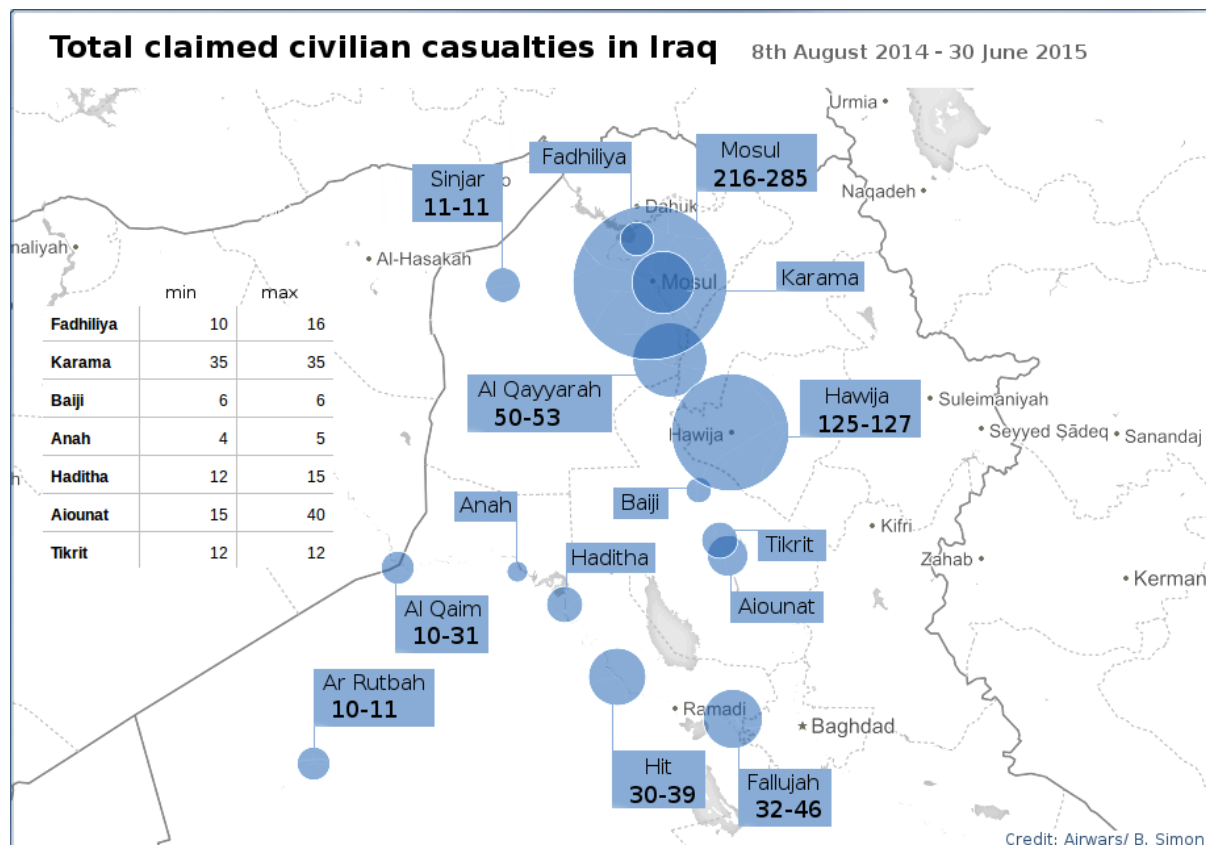 Total claimed civilian casualties in Iraq 8th August 2014 - 30 June 2015
Urmia
Fadhiliya
Mosul
216-285
Sinjar
11-11
Naqadeh
Dahuk
naliyah
Al-Hasakah
Mosul
Karama
min max
Fadhiliya 10 16
Karama 35 35
Baiji 6 6
Anah 4 5
Haditha 12 15
Aiounat 15 40
Tikrit 12 12
Al Qayyarah
50-53
Hawija
125-127
Hawija
Suleimaniyah
Seyyed Şādeq
Sanandaj
Baiji
Anah
Kifri
Tikrit
Haditha
Zahab
Kerman
Aiounat
Al Qaim
10-31
Ar Rutbah
10-11
Ramadi
Baghdad
Hit
30-39
Fallujah
32-46
Credit: Airwars/ B. Simon